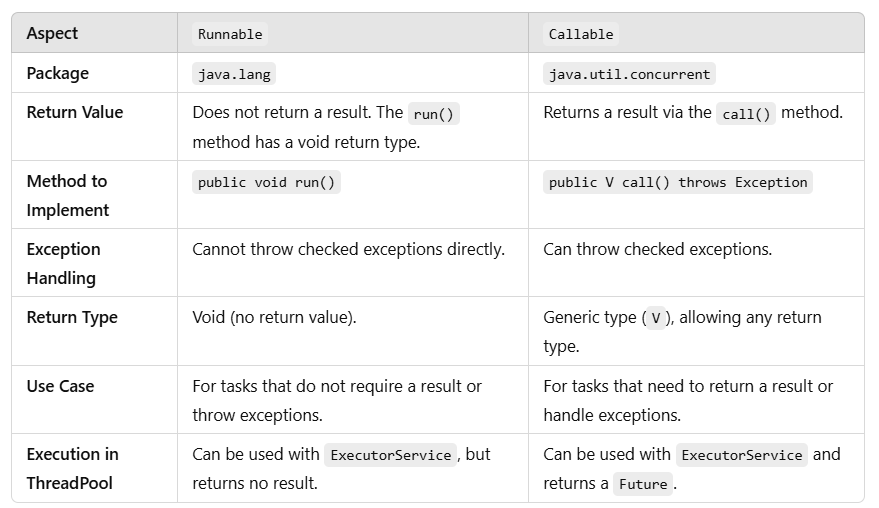 Aspect Runnable Callable
Package java.lang java.util.concurrent
Return Value Does not return a result. The run() Returns a result via the call() method.
method has a void return type.
Method to public void run() public V call() throws Exception
Implement
Exception Cannot throw checked exceptions directly. Can throw checked exceptions.
Handling
Return Type Void (no return value). Generic type ( V ), allowing any return
type.
Use Case For tasks that do not require a result or For tasks that need to return a result or
throw exceptions. handle exceptions.
Execution in Can be used with ExecutorService , but Can be used with ExecutorService and
ThreadPool returns no result. returns a Future .